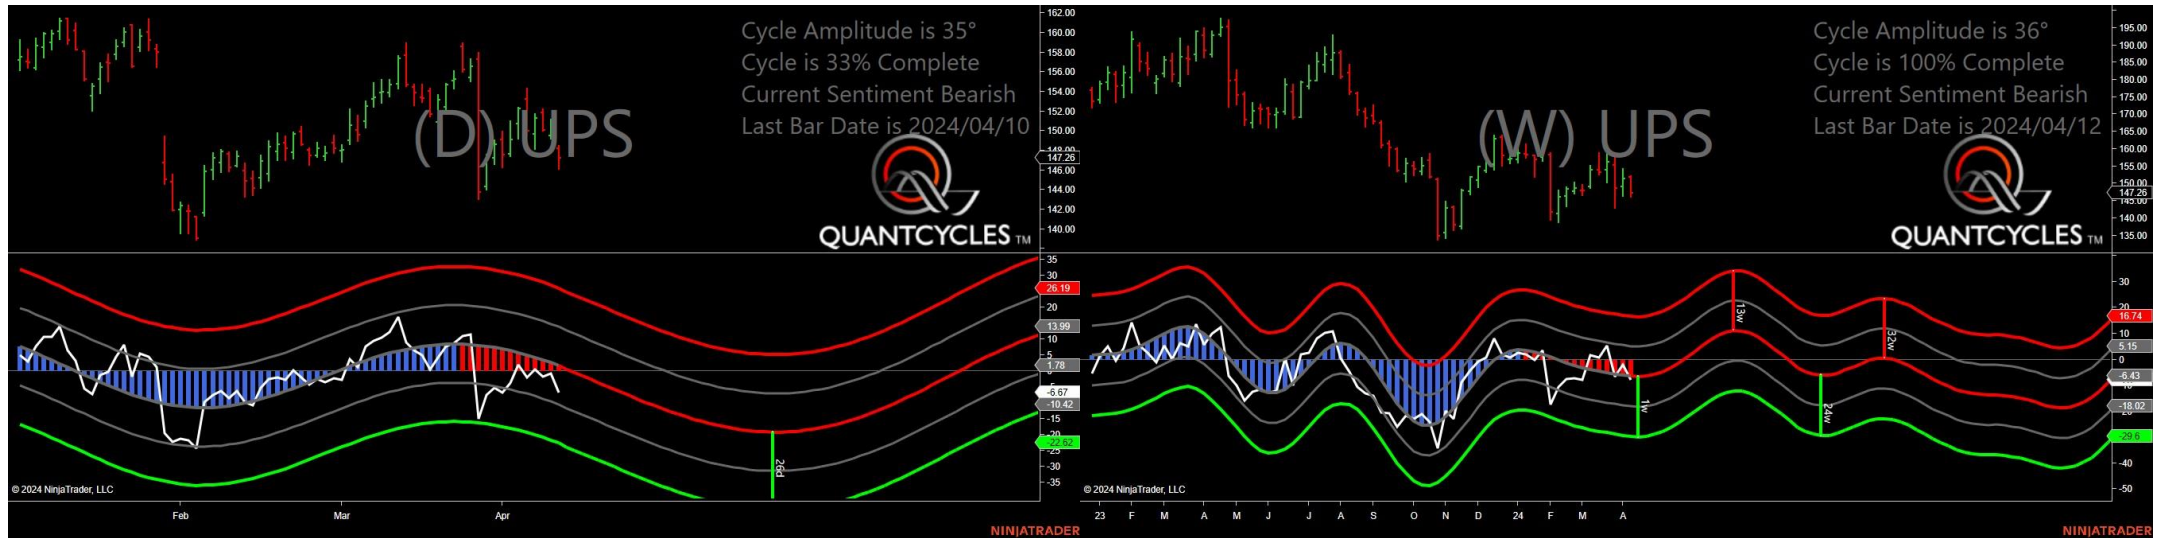 Cycle Amplitude is 35°
Cycle is 33% Complete
Current Sentiment Bearish
Last Bar Date is 2024/04/10
(D) UPS
QUANTCYCLES TM
162.00
160.00
158.00
156.00
154.00
152.00
150.00
148.00
147.26
146.00
144.00
142.00
140.00
35
30
26.19
20
13.99
10
5
1.78
-5
-6.67
-10.42
-15
-20
-22.62
-25
-30
-35
26d
© 2024 NinjaTrader, LLC
Feb Mar Apr
NINJATRADER
Cycle Amplitude is 36°
Cycle is 100% Complete
Current Sentiment Bearish
Last Bar Date is 2024/04/12
(W) UPS
QUANTCYCLES TM
195.00
190.00
185.00
180.00
175.00
170.00
165.00
160.00
155.00
150.00
147.26
145.00
140.00
135.00
30
20
16.74
10
5.15
0
-6.43
-10
-18.02
-20
-29.6
-40
-50
1w
13w
24w
32w
© 2024 NinjaTrader, LLC
23 F M A M J J A S O N D 24 F M A
NINJATRADER